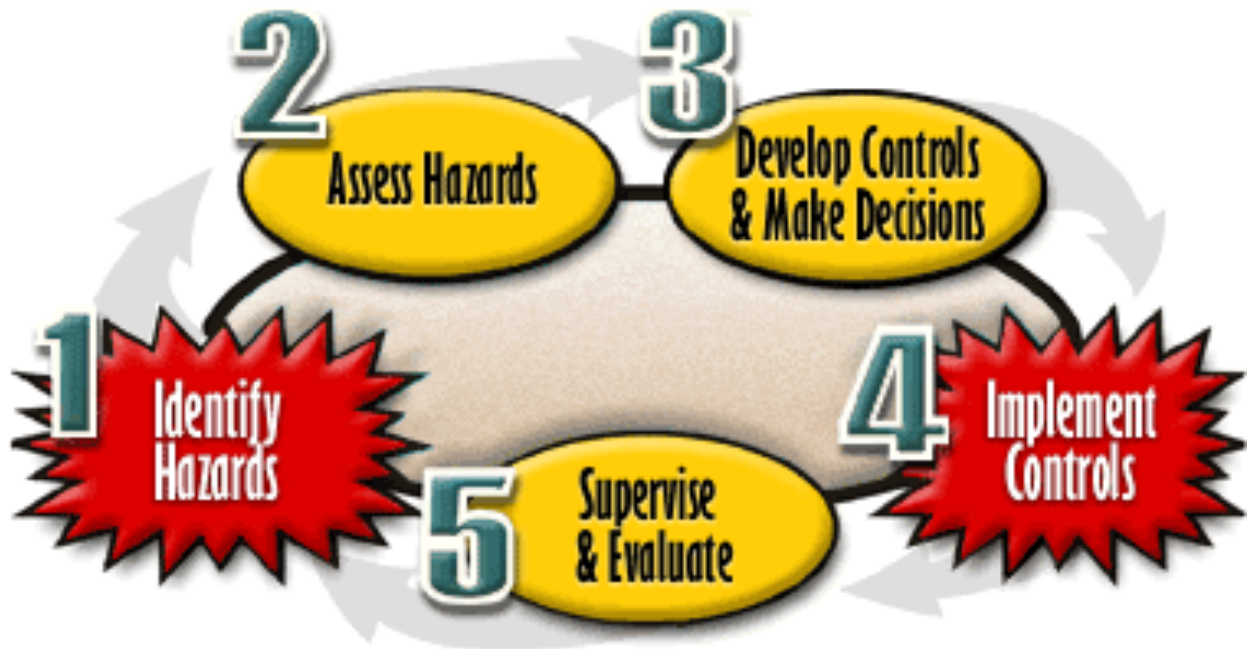 1
Identify
Hazards
2
Assess Hazards
3
Develop Controls
& Make Decisions
4
Implement
Controls
5
Supervise
& Evaluate